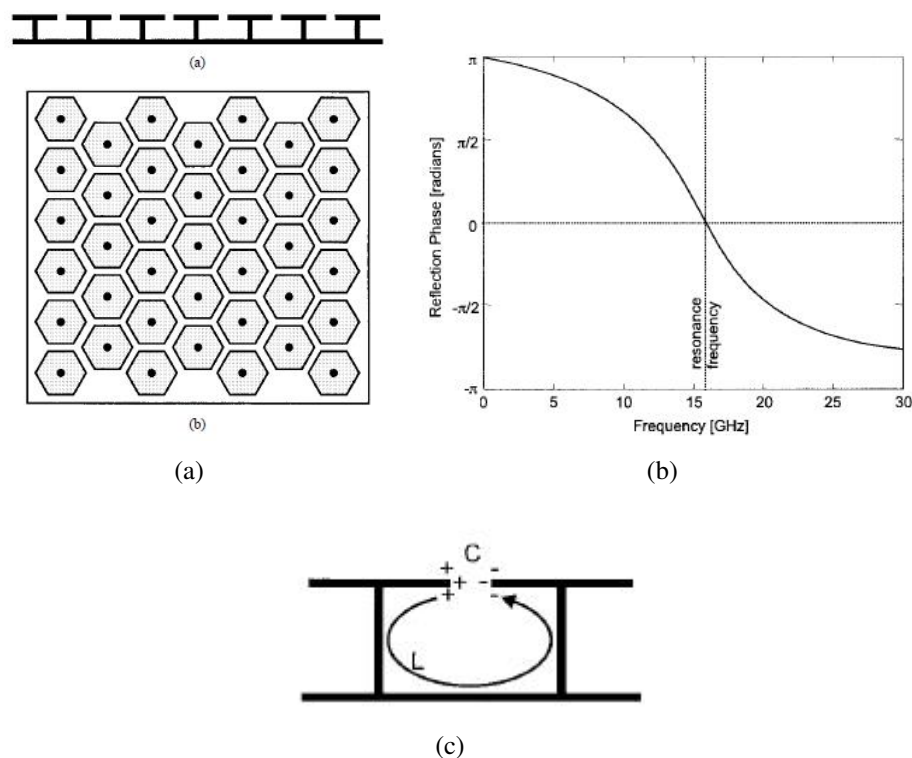 (a)
(b)
(a)
π
π/2
0
-π/2
-π
Reflection Phase [radians]
resonance
frequency
0
5
10
15
20
25
30
Frequency [GHz]
(b)
C
+ -
+ -
+ -
L
(c)